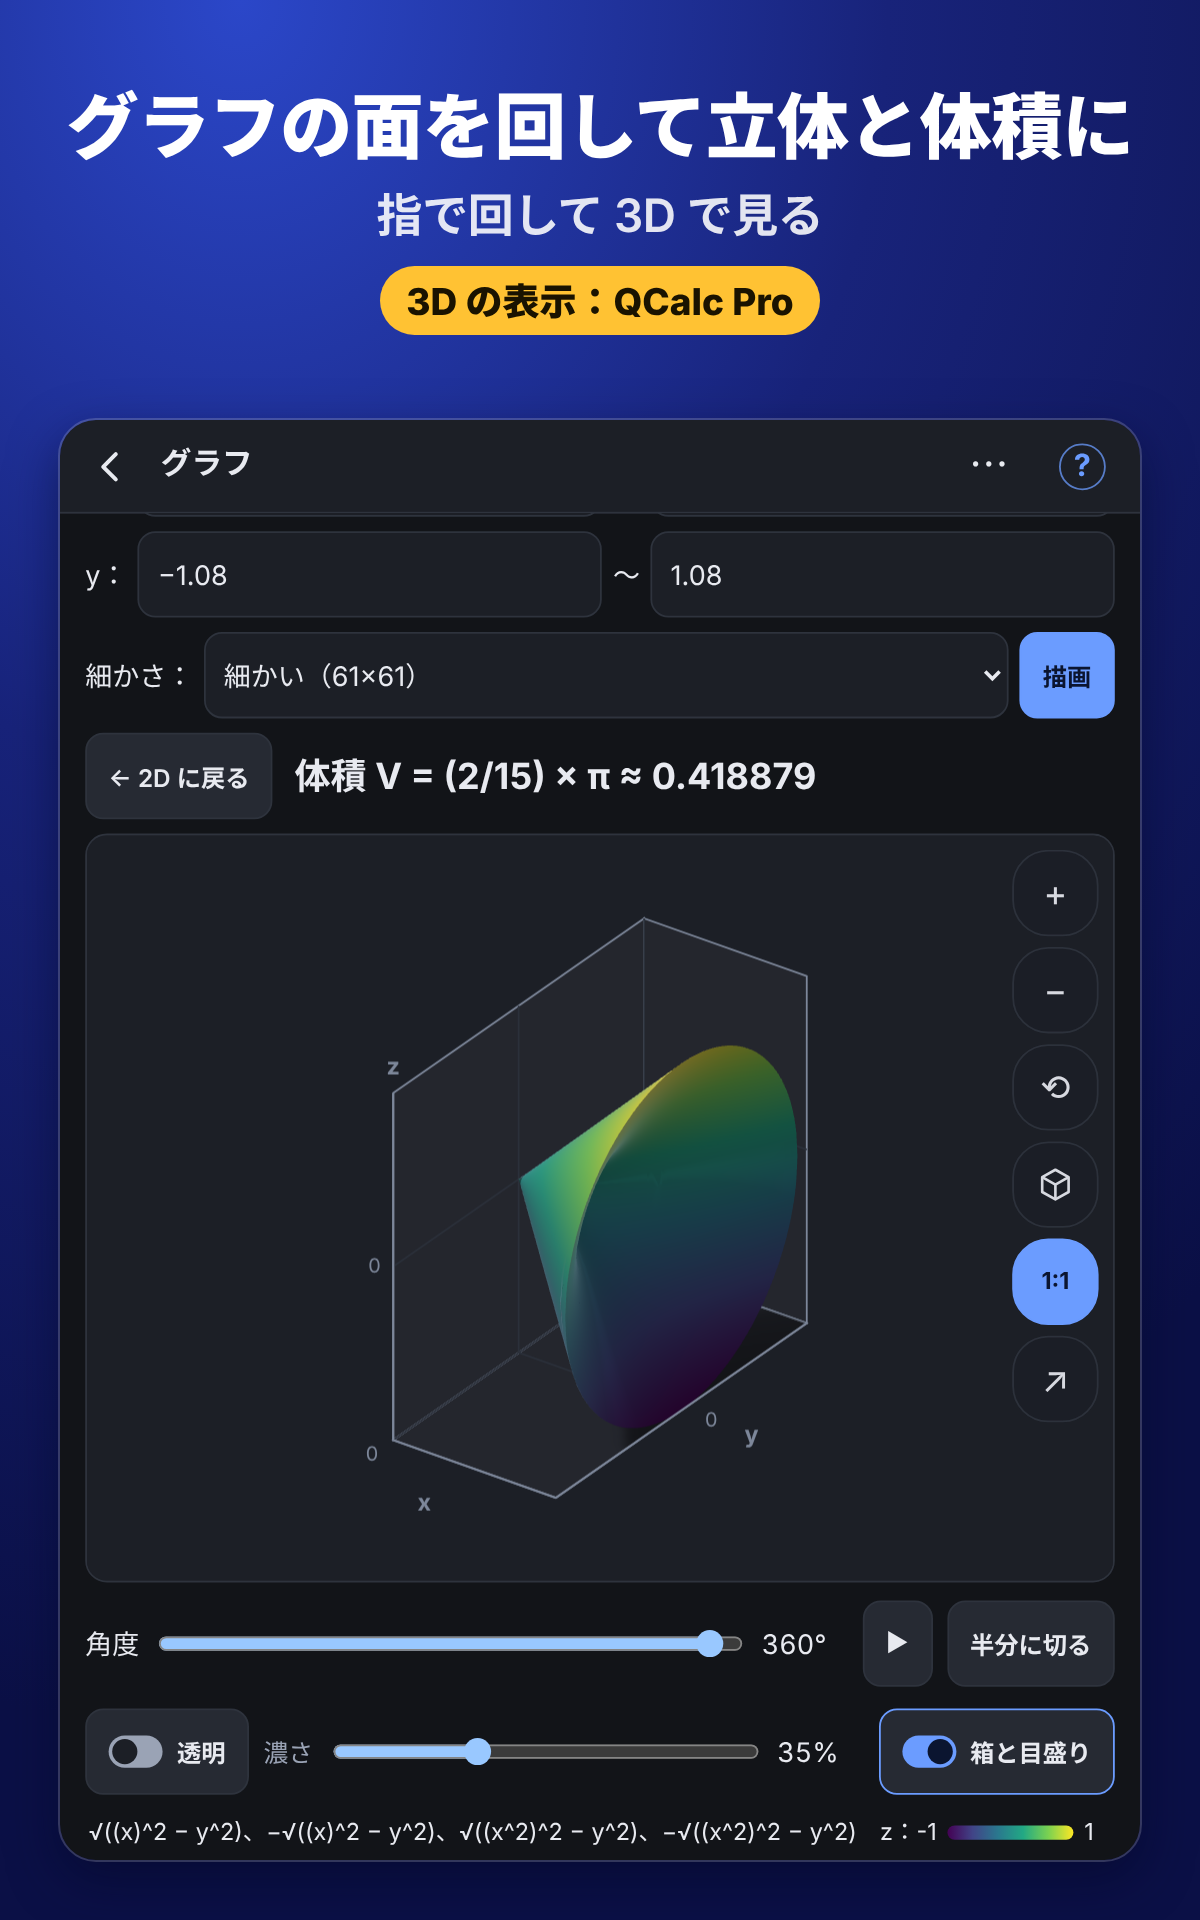 グラフの面を回して立体と体積に
指で回して 3D で見る
3D の表示：QCalc Pro
グラフ
… ?
y： −1.08 〜 1.08
細かさ： 細かい（61×61） 描画
← 2D に戻る 体積 V = (2/15) × π ≈ 0.418879
+
−
z
1:1
0
0 y
0
x
角度 360° 半分に切る
透明 濃さ 35% 箱と目盛り
√((x)^2 − y^2)、−√((x)^2 − y^2)、√((x^2)^2 − y^2)、−√((x^2)^2 − y^2) z：-1 1